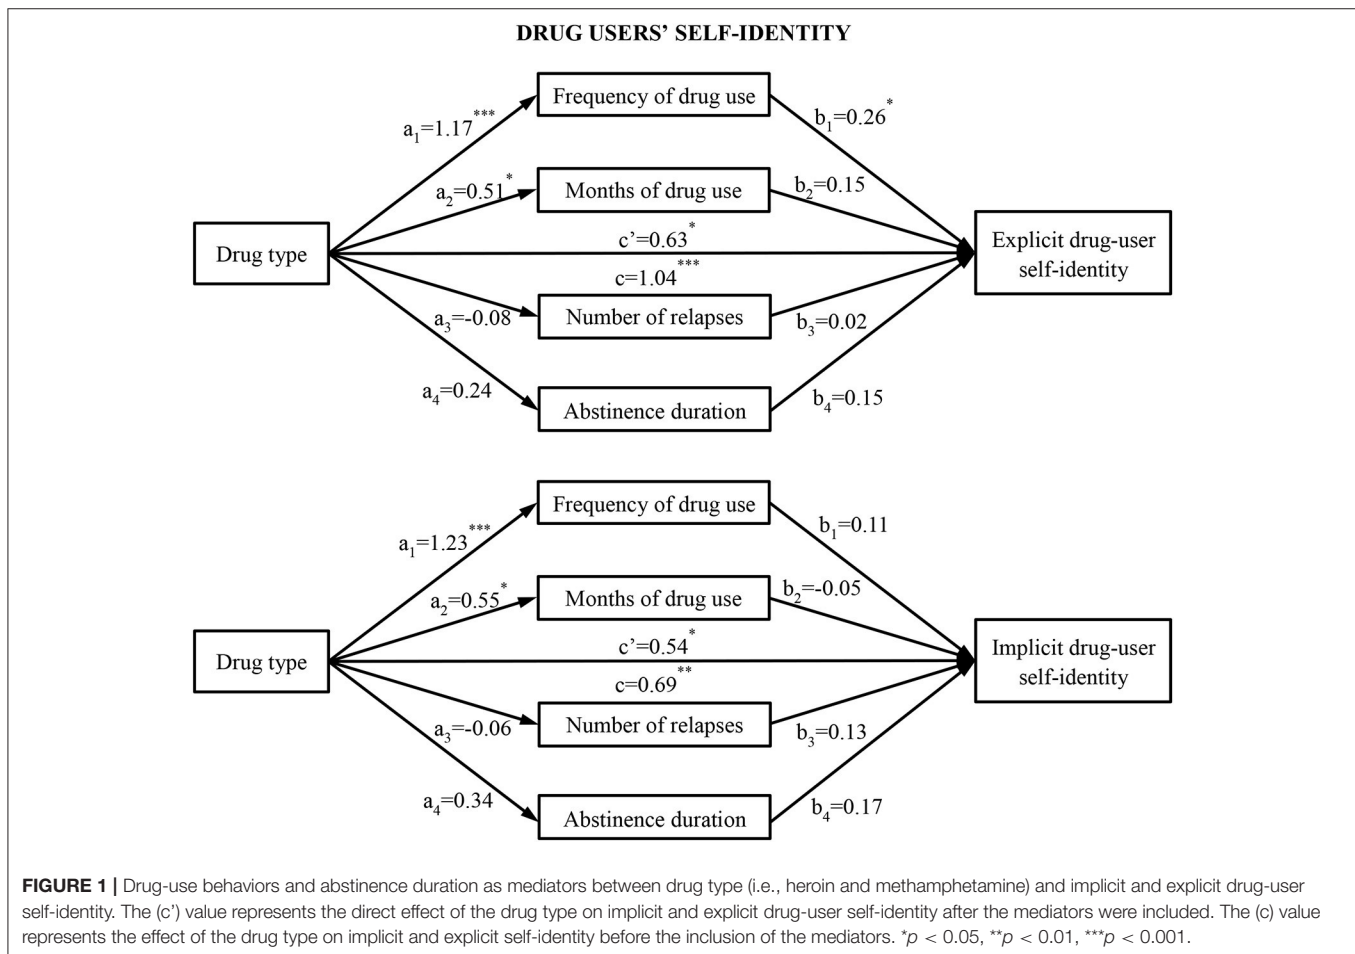 DRUG USERS' SELF-IDENTITY
Frequency of drug use
a1=1.17***
b1=0.26*
Months of drug use
a2=0.51*
b2=0.15
Drug type
c'=0.63*
c=1.04***
Explicit drug-user
self-identity
Number of relapses
a3=-0.08
b3=0.02
a4=0.24
Abstinence duration
b4=0.15
Frequency of drug use
a1=1.23***
b1=0.11
Months of drug use
a2=0.55*
b2=-0.05
Drug type
c'=0.54*
c=0.69**
Implicit drug-user
self-identity
Number of relapses
a3=-0.06
b3=0.13
a4=0.34
Abstinence duration
b4=0.17
FIGURE 1 | Drug-use behaviors and abstinence duration as mediators between drug type (i.e., heroin and methamphetamine) and implicit and explicit drug-user
self-identity. The (c') value represents the direct effect of the drug type on implicit and explicit drug-user self-identity after the mediators were included. The (c) value
represents the effect of the drug type on implicit and explicit self-identity before the inclusion of the mediators. *p < 0.05, **p < 0.01, ***p < 0.001.